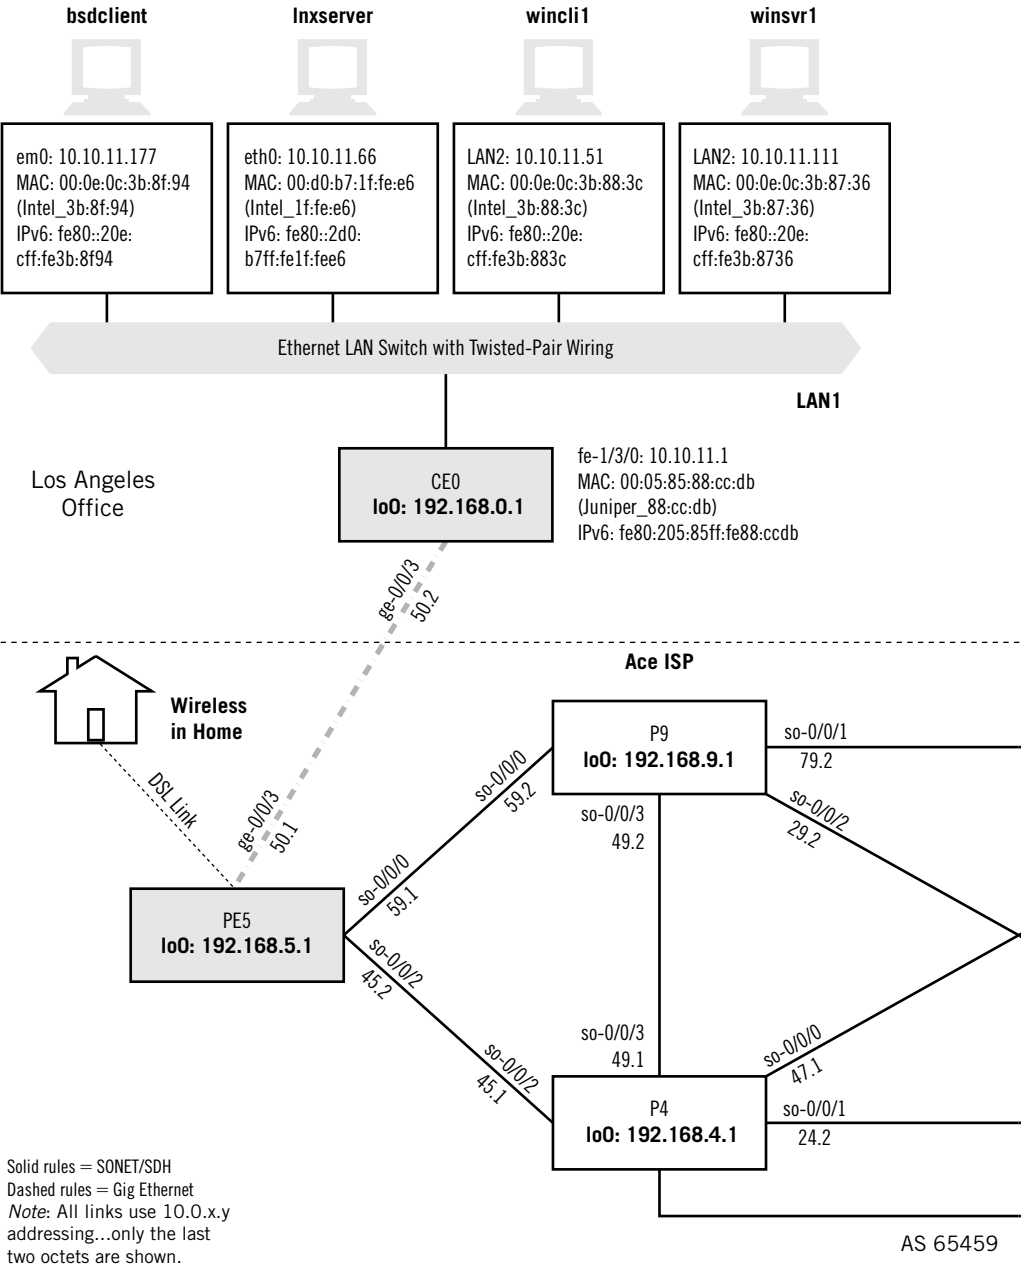 bsdclient
lnxserver
wincli1
winsvr1
em0: 10.10.11.177
MAC: 00:0e:0c:3b:8f:94
(Intel_3b:8f:94)
IPv6: fe80::20e:
cff:fe3b:8f94
eth0: 10.10.11.66
MAC: 00:d0:b7:1f:fe:e6
(Intel_1f:fe:e6)
IPv6: fe80::2d0:
b7ff:fe1f:fee6
LAN2: 10.10.11.51
MAC: 00:0e:0c:3b:88:3c
(Intel_3b:88:3c)
IPv6: fe80::20e:
cff:fe3b:883c
LAN2: 10.10.11.111
MAC: 00:0e:0c:3b:87:36
(Intel_3b:87:36)
IPv6: fe80::20e:
cff:fe3b:8736
Ethernet LAN Switch with Twisted-Pair Wiring
LAN1
Los Angeles
Office
CE0
lo0: 192.168.0.1
fe-1/3/0: 10.10.11.1
MAC: 00:05:85:88:cc:db
(Juniper_88:cc:db)
IPv6: fe80:205:85ff:fe88:ccdb
ge-0/0/3
50.2
Ace ISP
Wireless
in Home
DSL Link
ge-0/0/3
50.1
P9
lo0: 192.168.9.1
so-0/0/1
79.2
so-0/0/0
59.2
so-0/0/3
49.2
so-0/0/2
29.2
so-0/0/0
59.1
PE5
lo0: 192.168.5.1
so-0/0/2
45.2
so-0/0/3
49.1
so-0/0/0
47.1
so-0/0/2
45.1
P4
lo0: 192.168.4.1
so-0/0/1
24.2
Solid rules = SONET/SDH
Dashed rules = Gig Ethernet
Note: All links use 10.0.x.y
addressing...only the last
two octets are shown.
AS 65459